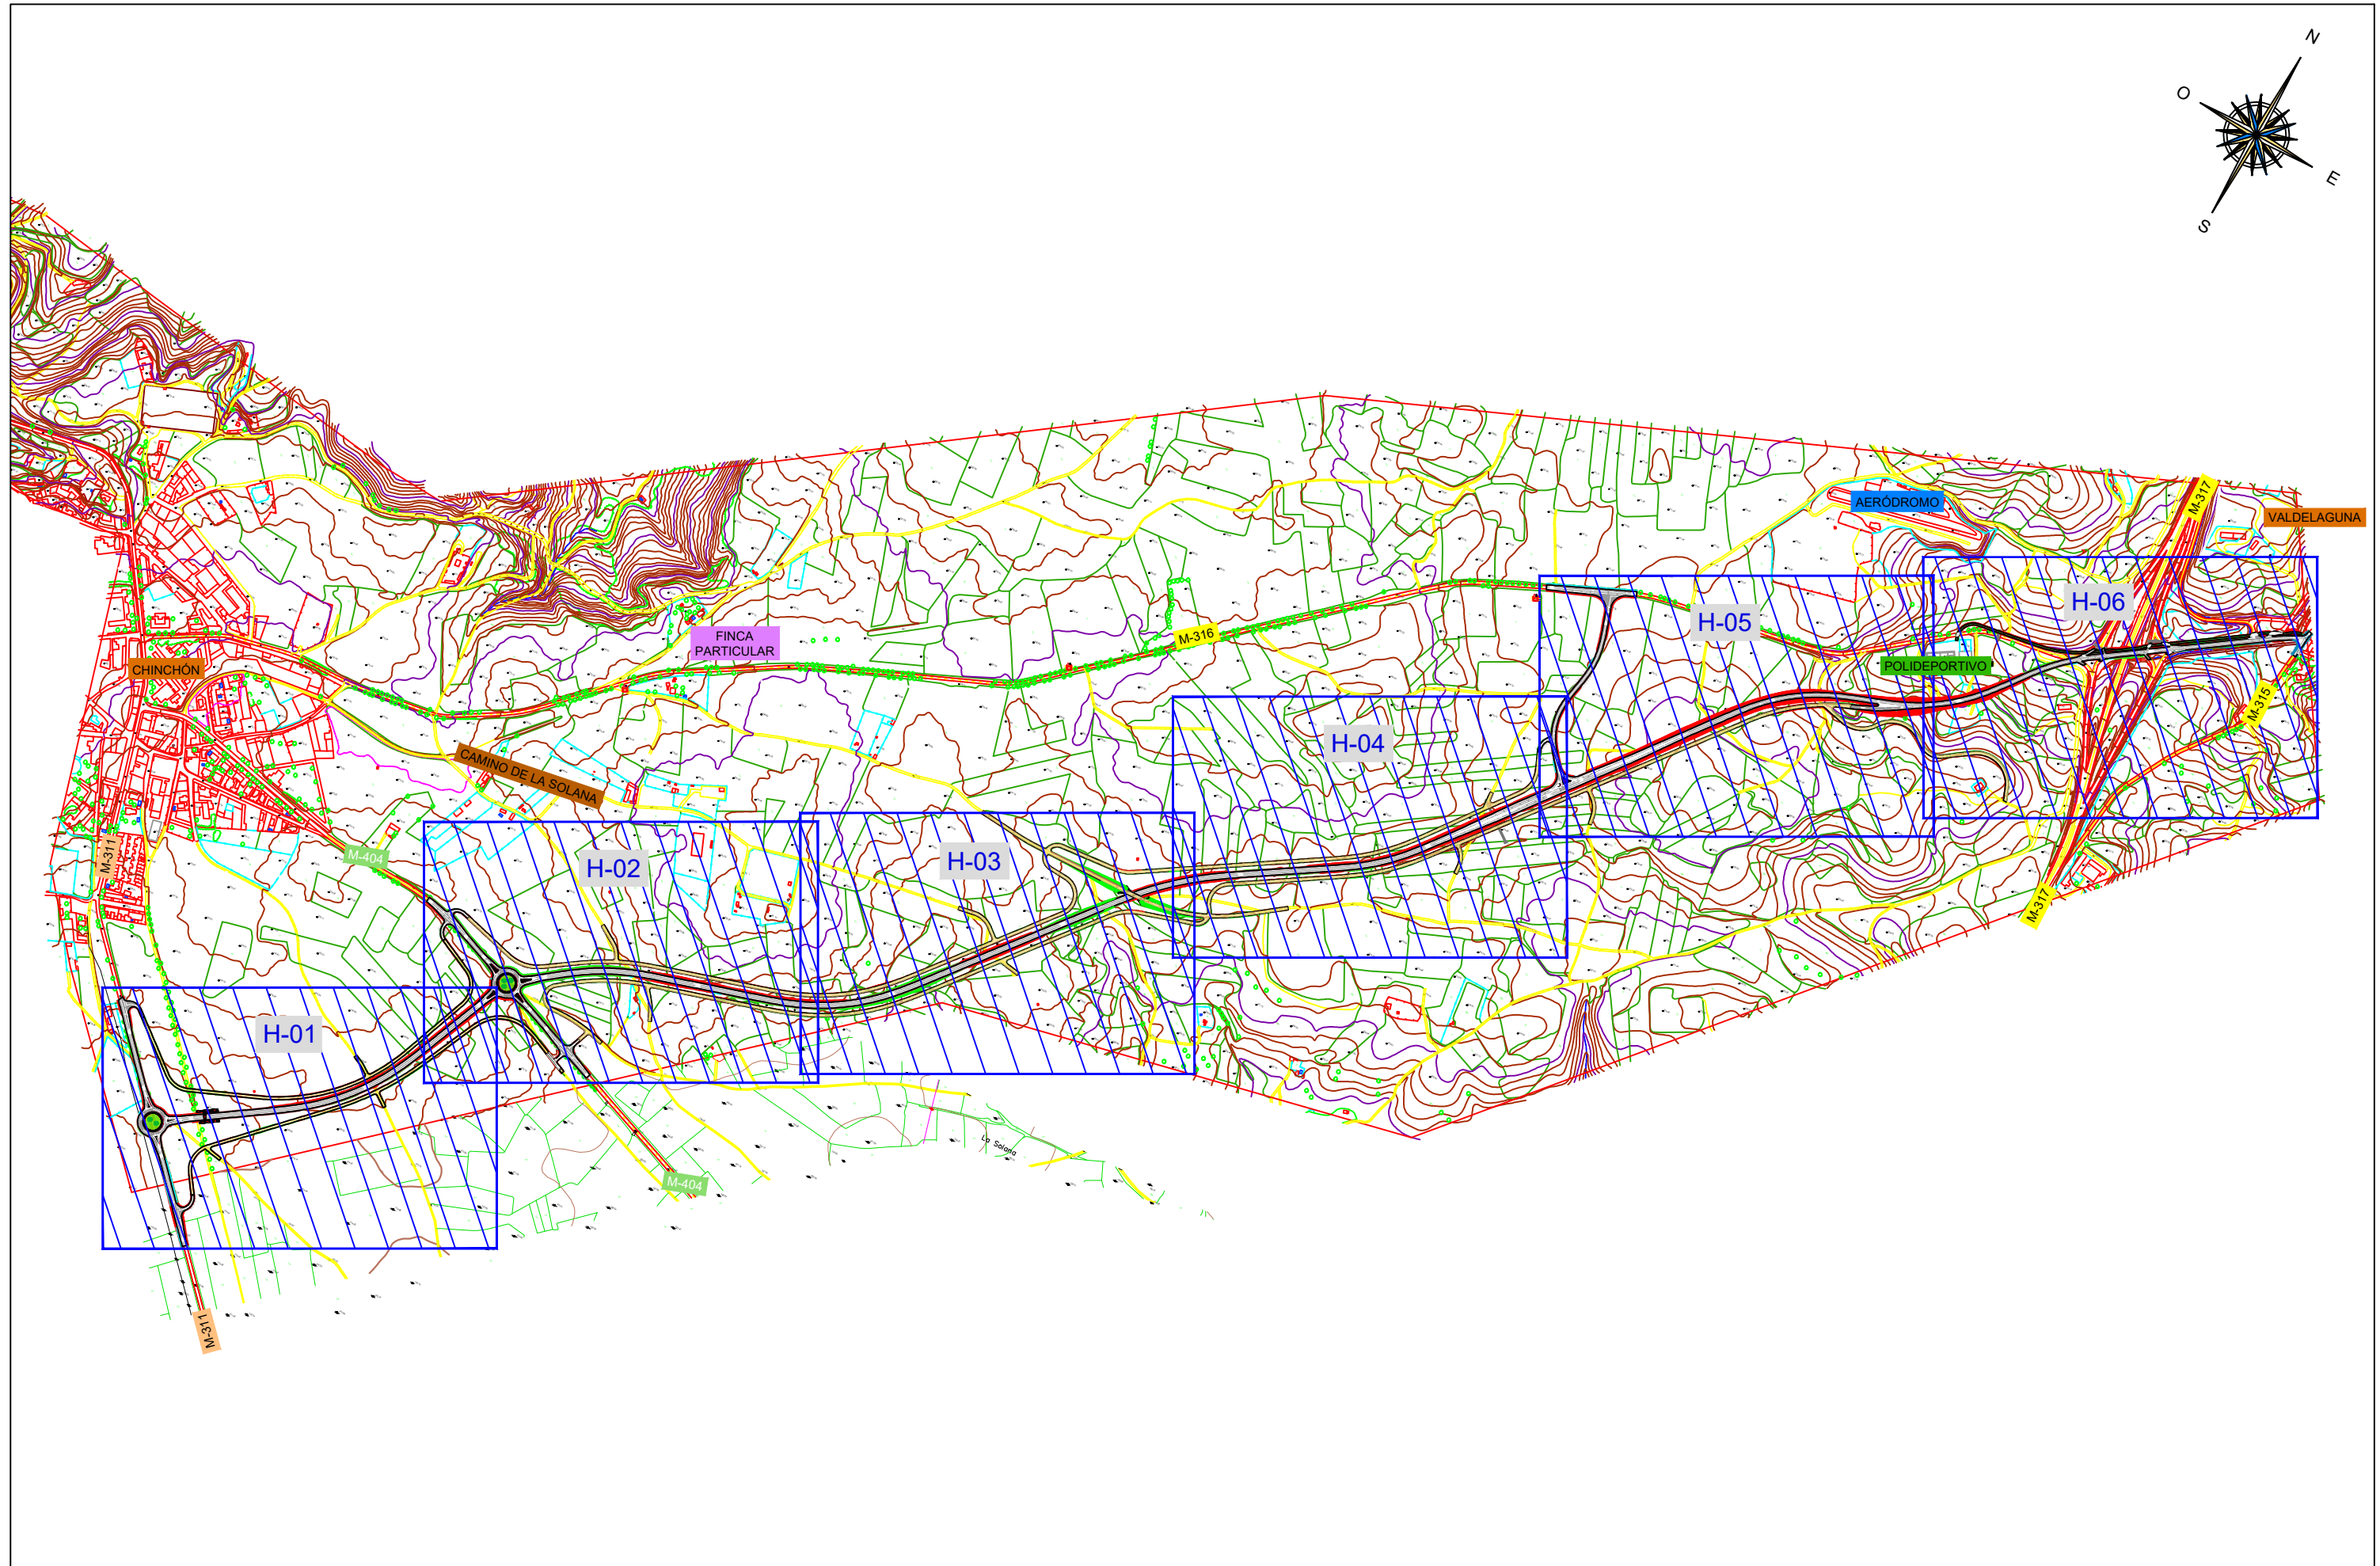 N
O
E
S
M-317
AERÓDROMO
VALDELAGUNA
H-06
H-05
FINCA
PARTICULAR
M-316
CHINCHÓN
POLIDEPORTIVO
M-315
H-04
CAMINO DE LA SOLANA
M-311
M-404
H-02
H-03
M-317
H-01
La Solana
M-404
M-311